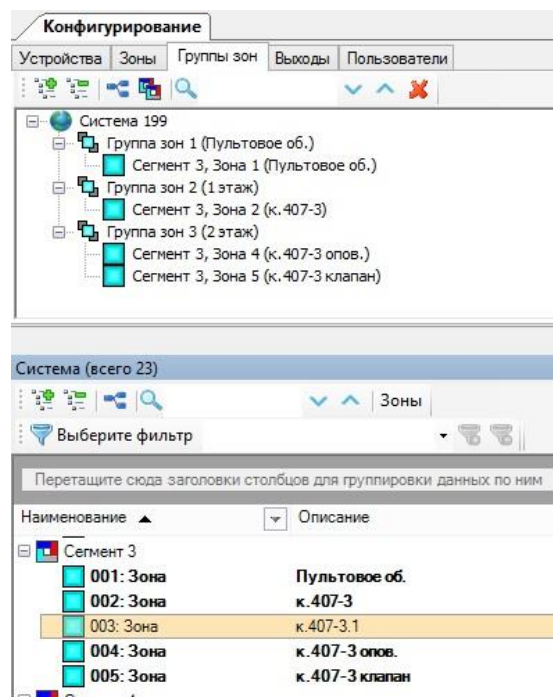 Конфигурирование
Устройства Зоны Группы зон Выходы Пользователи
Система 199
Группа зон 1 (Пультовое об.)
Сегмент 3, Зона 1 (Пультовое об.)
Группа зон 2 (1 этаж)
Сегмент 3, Зона 2 (к.407-3)
Группа зон 3 (2 этаж)
Сегмент 3, Зона 4 (к.407-3 опов.)
Сегмент 3, Зона 5 (к.407-3 клапан)
Система (всего 23)
Зоны
Выберите фильтр
Перетащите сюда заголовки столбцов для группировки данных по ним
Наименование Описание
Сегмент 3
001: Зона Пультовое об.
002: Зона к.407-3
003: Зона к.407-3.1
004: Зона к.407-3 опов.
005: Зона к.407-3 клапан